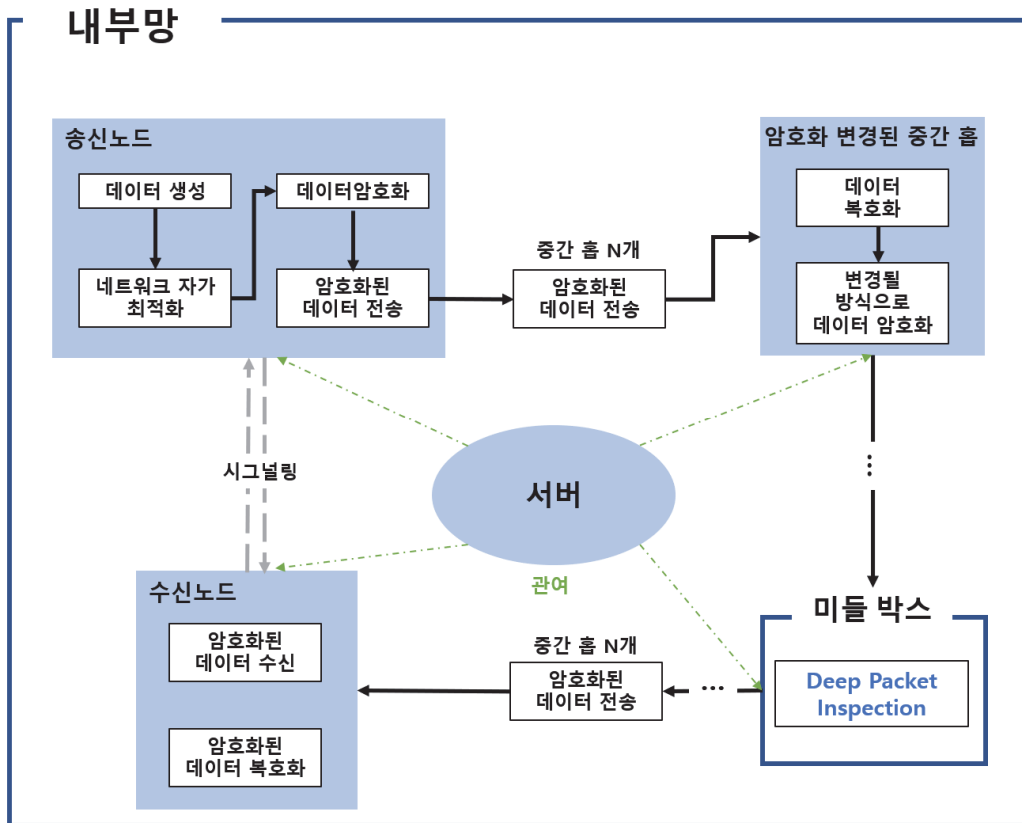 내부망
송신노드
데이터 생성
네트워크 자가
최적화
데이터암호화
암호화된
데이터 전송
중간 홉 N개
암호화된
데이터 전송
암호화 변경된 중간 홉
데이터
복호화
변경될
방식으로
데이터 암호화
시그널링
서버
관여
...
미들 박스
Deep Packet
Inspection
...
중간 홉 N개
암호화된
데이터 전송
수신노드
암호화된
데이터 수신
암호화된
데이터 복호화